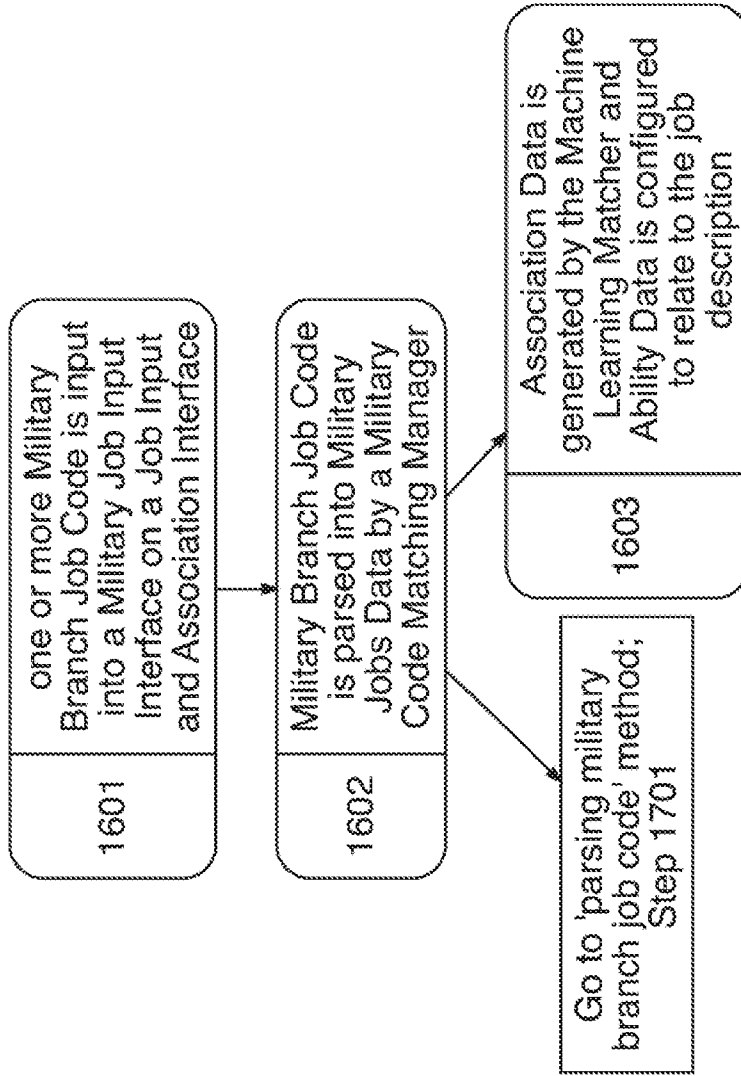 1601
one or more Military
Branch Job Code is input
into a Military Job Input
Interface on a Job Input
and Association Interface
1602
Military Branch Job Code
is parsed into Military
Jobs Data by a Military
Code Matching Manager
Go to 'parsing military
branch job code' method;
Step 1701
1603
Association Data is
generated by the Machine
Learning Matcher and
Ability Data is configured
to relate to the job
description